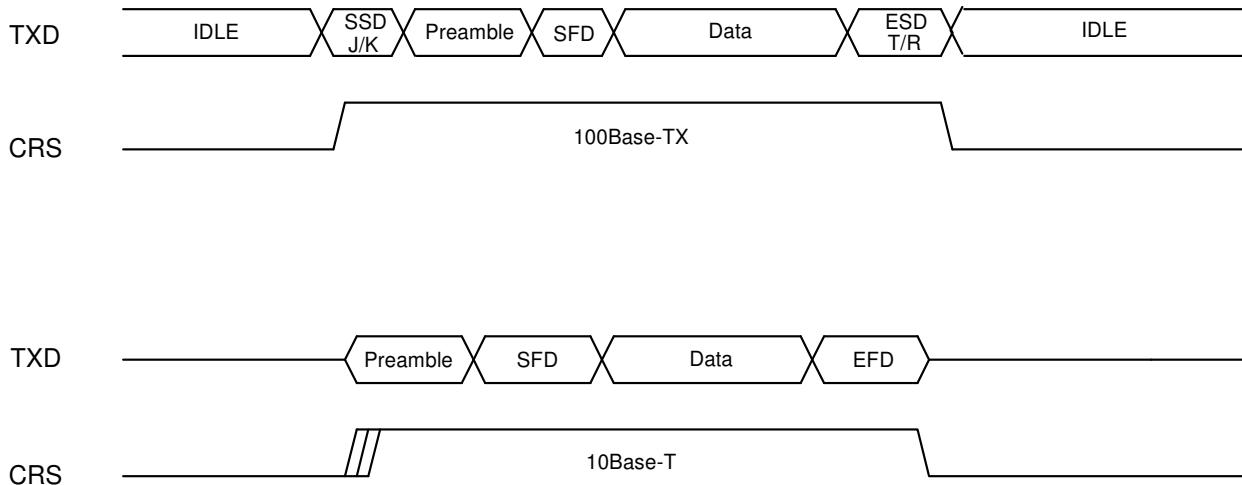 TXD
IDLE
SSD
J/K
Preamble
SFD
Data
ESD
T/R
IDLE
CRS
100Base-TX
TXD
Preamble
SFD
Data
EFD
CRS
10Base-T